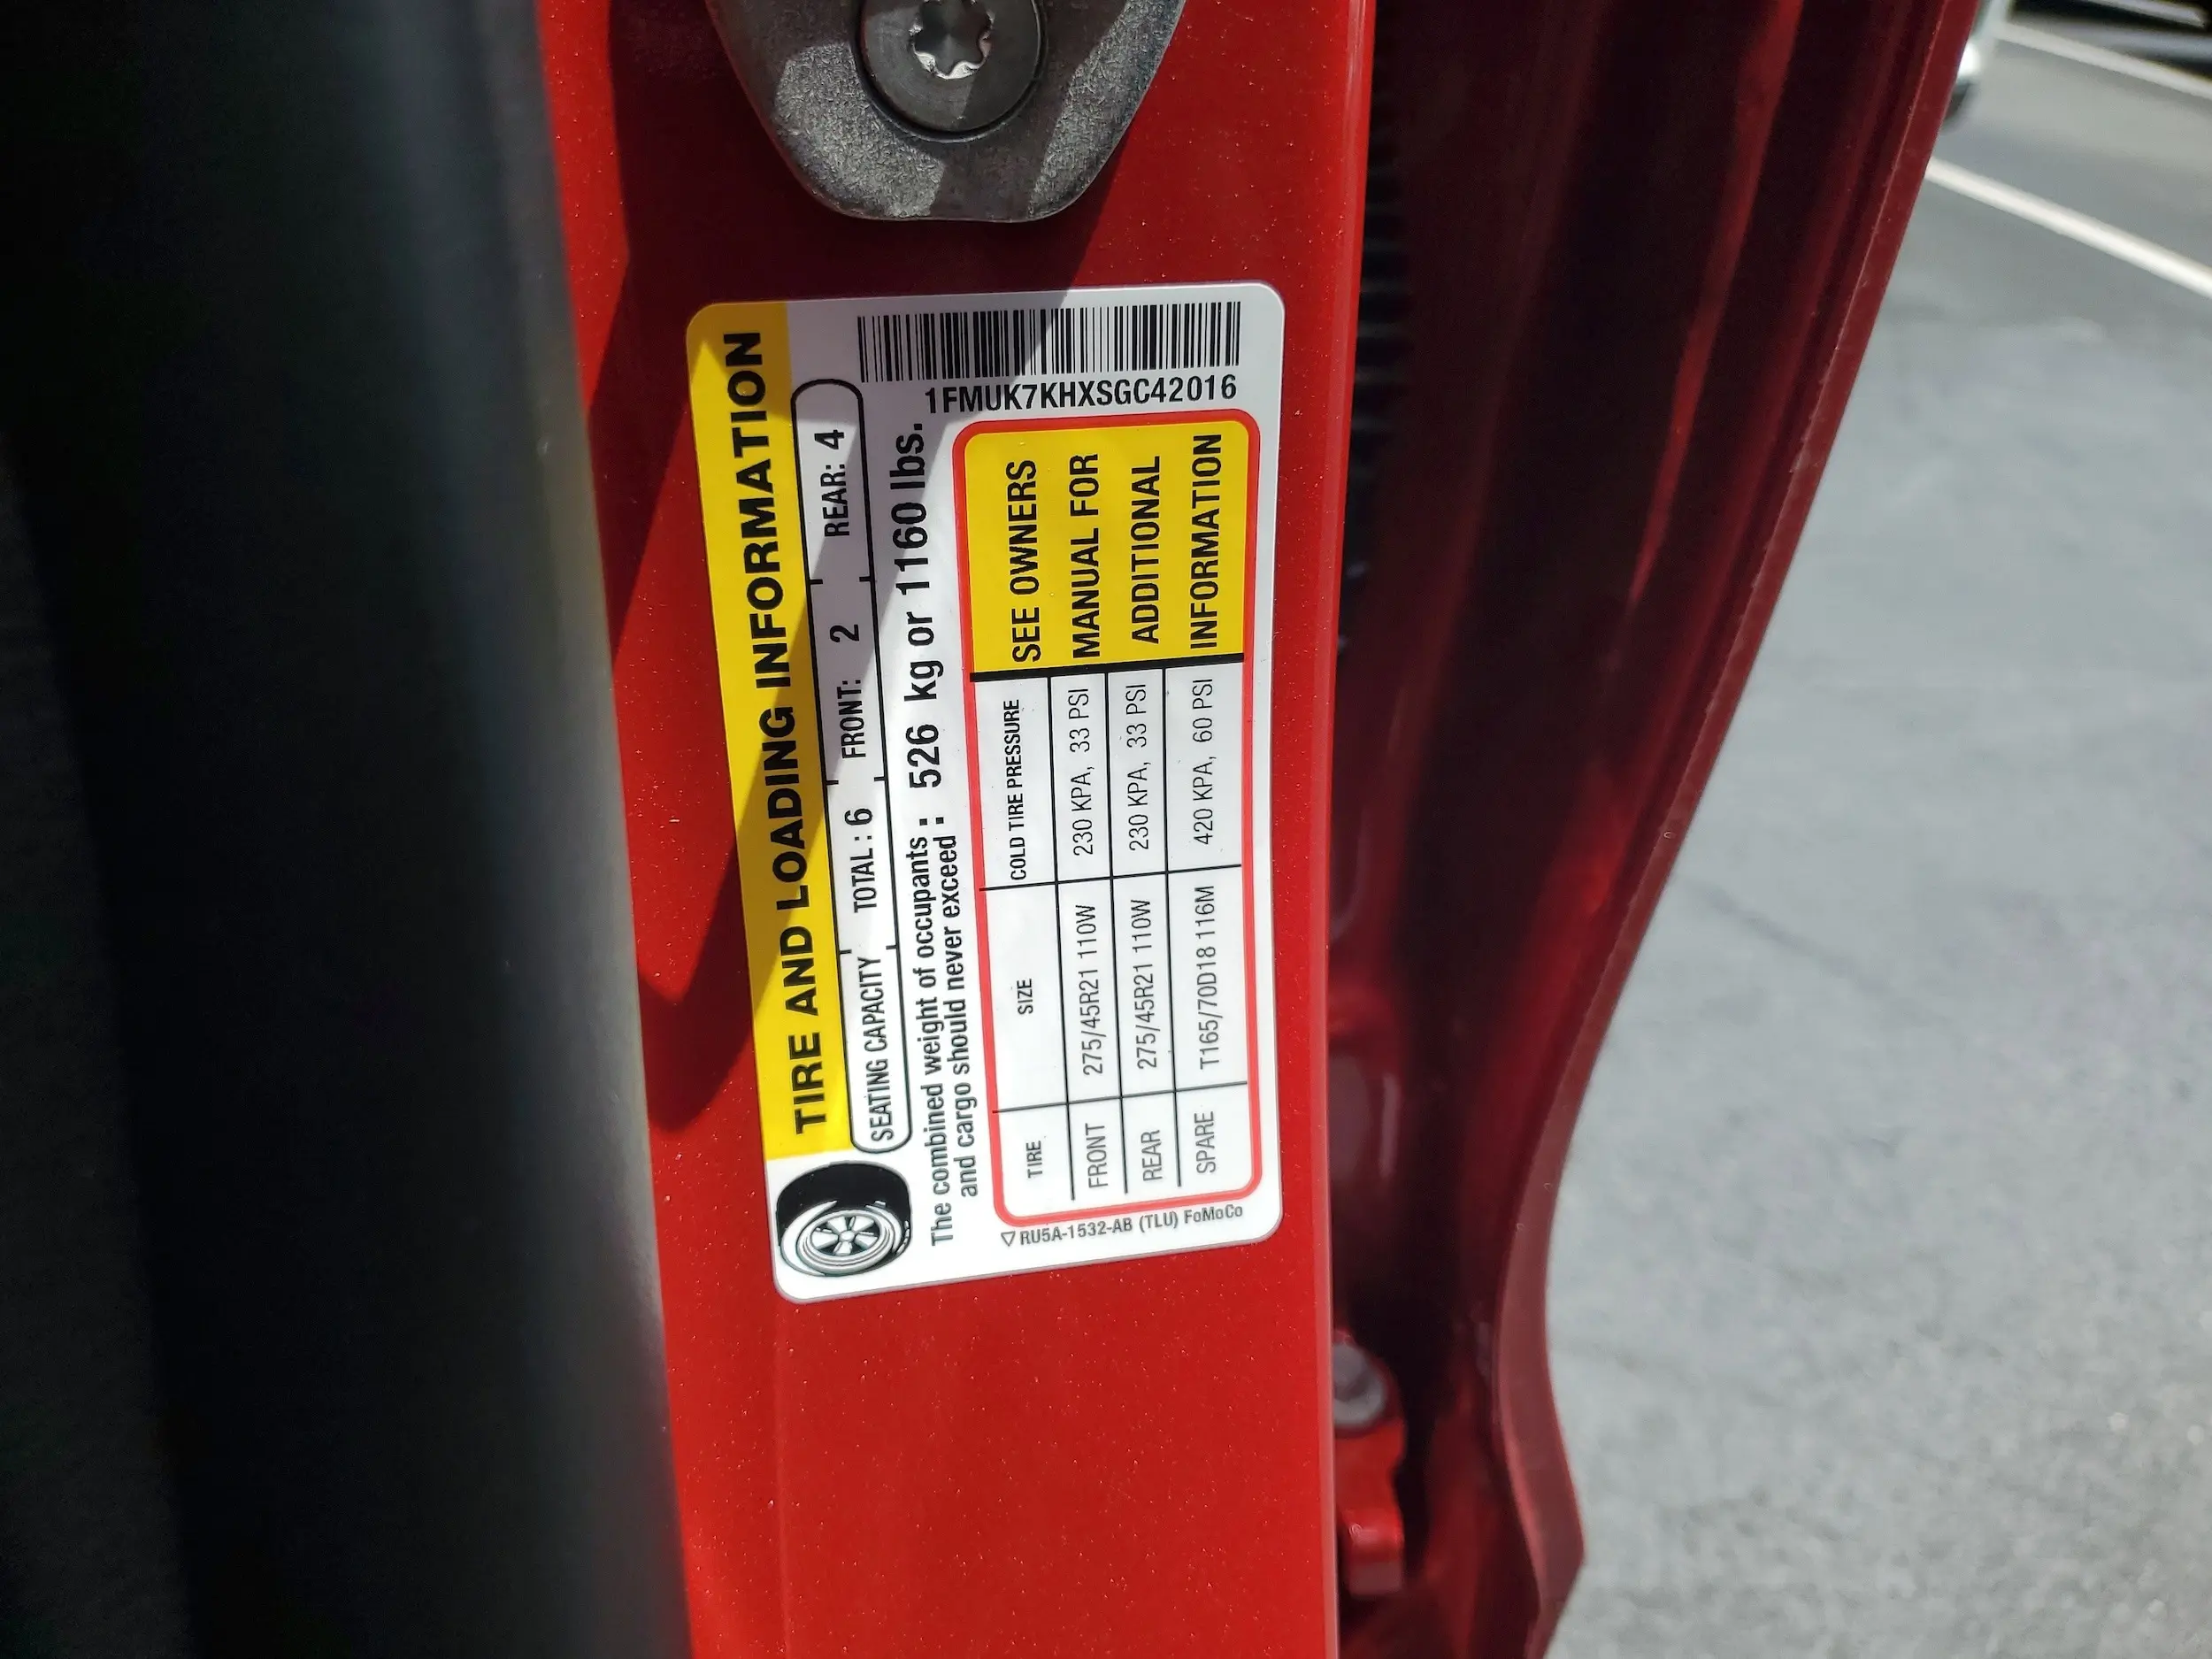 TIRE AND LOADING INFORMATION
SEATING CAPACITY TOTAL : 6 FRONT: 2 REAR: 4
The combined weight of occupants : 526 kg or 1160 lbs.
and cargo should never exceed :
TIRE SIZE COLD TIRE PRESSURE
FRONT 275/45R21 110W 230 KPA, 33 PSI
REAR 275/45R21 110W 230 KPA, 33 PSI
SPARE T165/70D18 116M 420 KPA, 60 PSI
SEE OWNERS
MANUAL FOR
ADDITIONAL
INFORMATION
RU5A-1532-AB (TLU) FoMoCo
1FMUK7KHXSGC42016